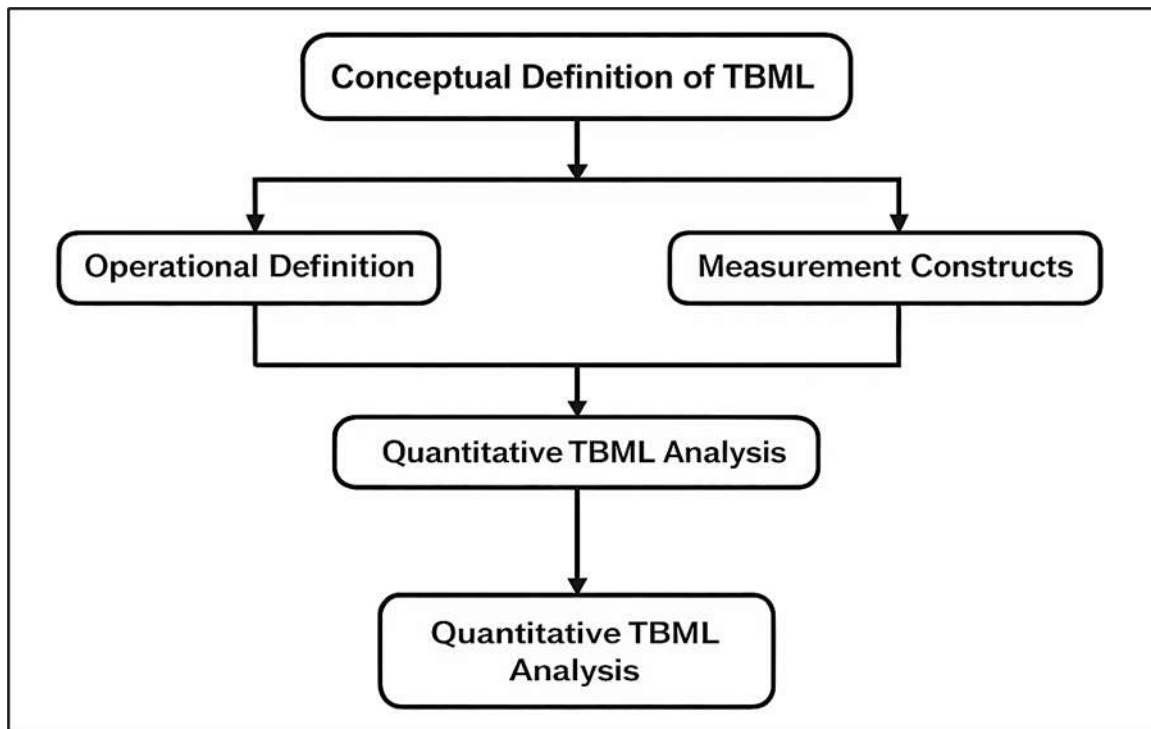 Conceptual Definition of TBML
Operational Definition
Measurement Constructs
Quantitative TBML Analysis
Quantitative TBML
Analysis